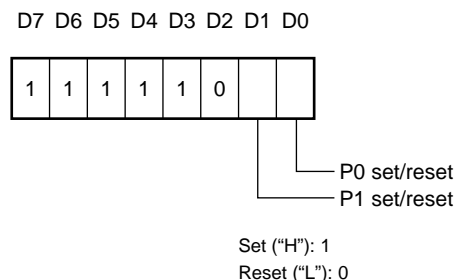 D7 D6 D5 D4 D3 D2 D1 D0
1 1 1 1 1 0
P0 set/reset
P1 set/reset
Set (“H”): 1
Reset (“L”): 0